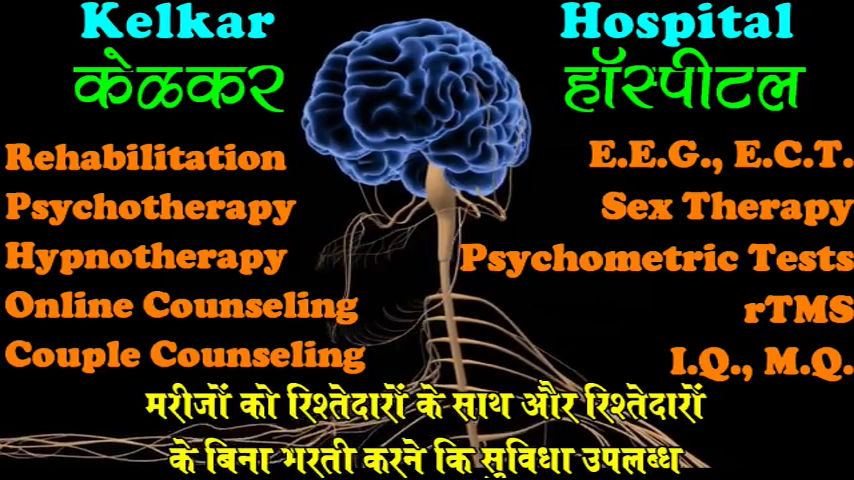 Kelkar Hospital
केळकर हॉस्पीटल
Rehabilitation
Psychotherapy
Hypnotherapy
Online Counseling
Couple Counseling
E.E.G., E.C.T.
Sex Therapy
Psychometric Tests
rTMS
I.Q., M.Q.
मरीजों को रिश्तेदारों के साथ और रिश्तेदारों
के बिना भरती करने कि सुविधा उपलब्ध